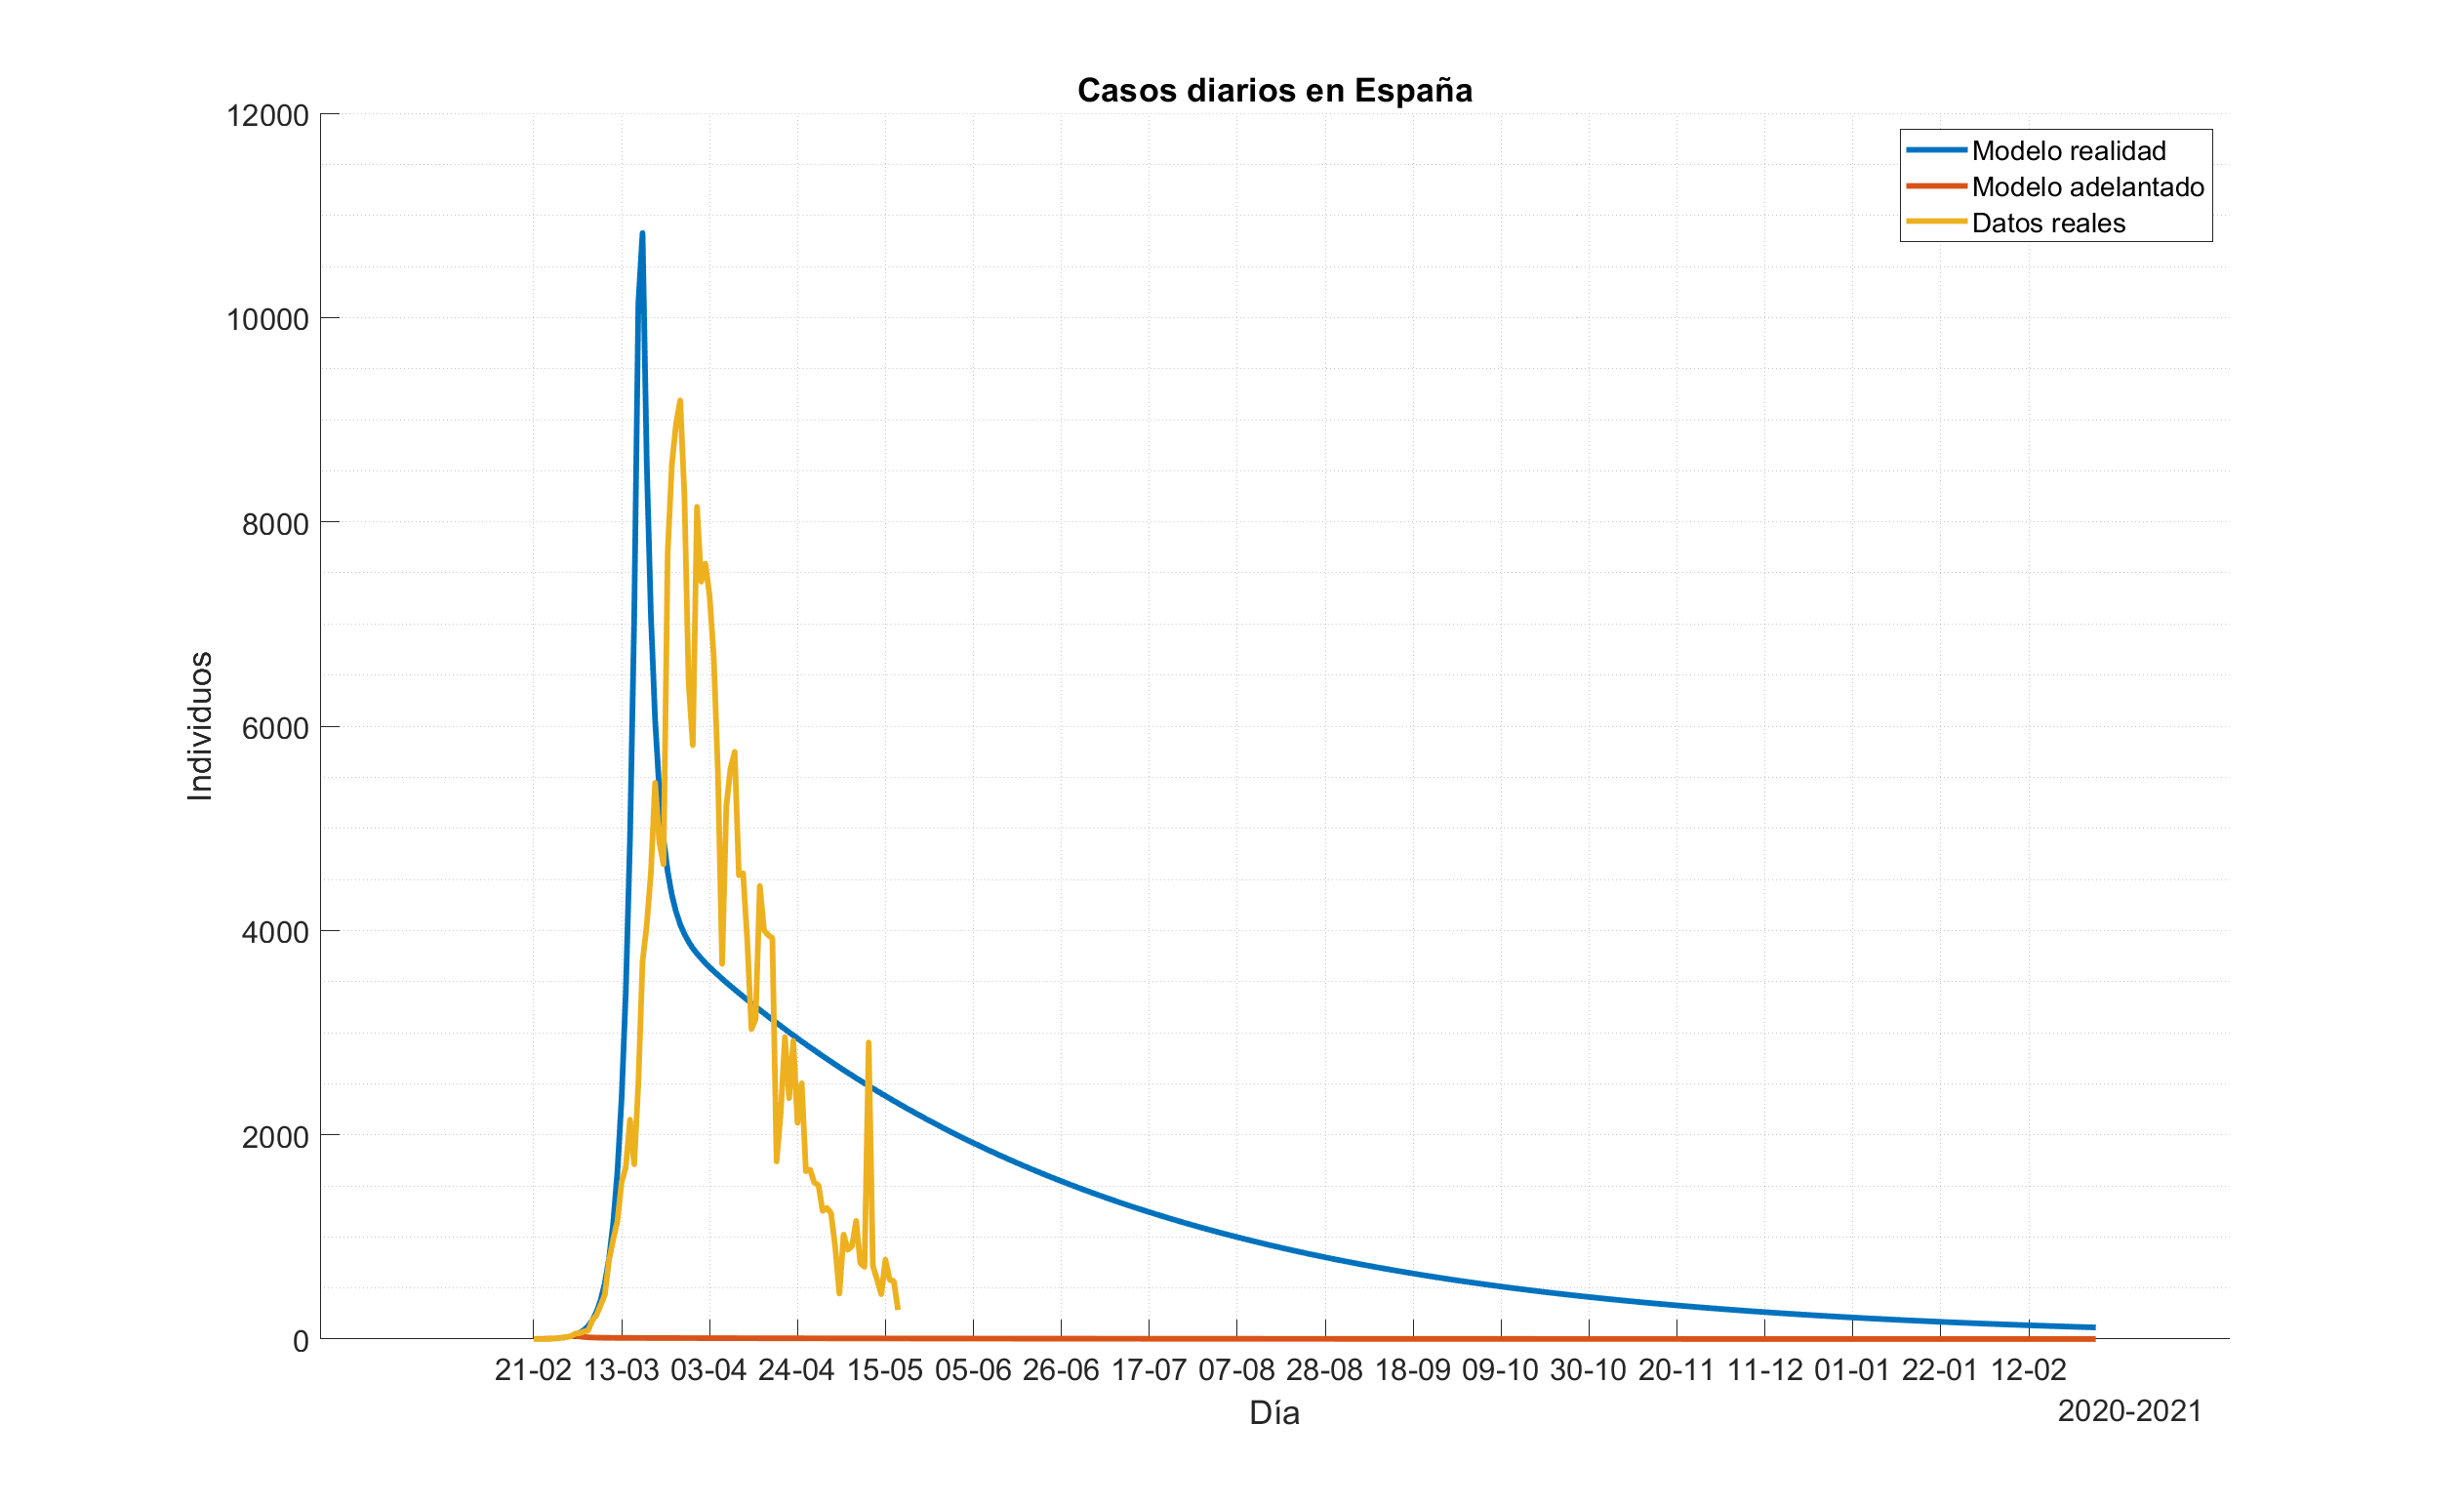 Casos diarios en España
12000
10000
8000
6000
4000
2000
0
Individuos
Modelo realidad
Modelo adelantado
Datos reales
21-02 13-03 03-04 24-04 15-05 05-06 26-06 17-07 07-08 28-08 18-09 09-10 30-10 20-11 11-12 01-01 22-01 12-02
Día
2020-2021